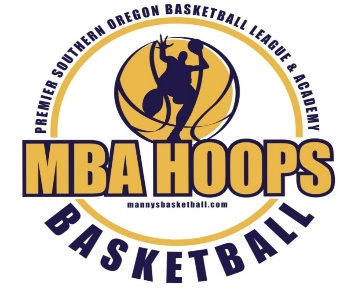 PREMIER SOUTHERN OREGON BASKETBALL LEAGUE & ACADEMY
MBA HOOPS
mannysbasketball.com
BASKETBALL